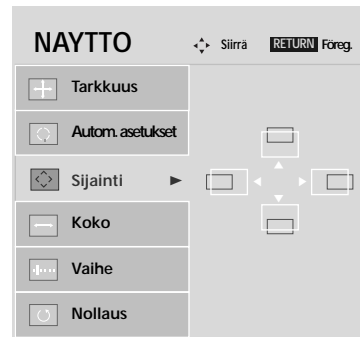 NAYTTO
Siirrä RETURN Föreg.
Tarkkuus
Autom. asetukset
Sijainti
Koko
Vaihe
Nollaus